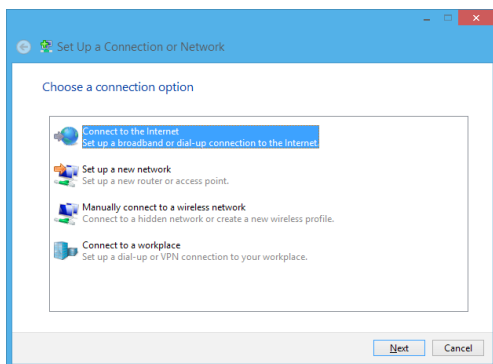 Set Up a Connection or Network
Choose a connection option
Connect to the Internet
Set up a broadband or dial-up connection to the Internet.
Set up a new network
Set up a new router or access point.
Manually connect to a wireless network
Connect to a hidden network or create a new wireless profile.
Connect to a workplace
Set up a dial-up or VPN connection to your workplace.
Next Cancel